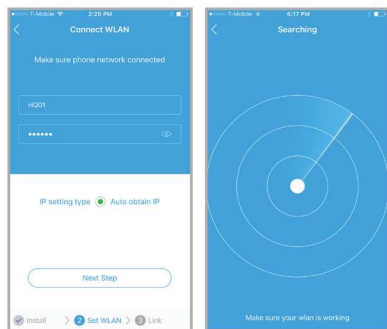 T-Mobile 2:20 PM
Connect WLAN
Make sure phone network connected
HQ01
••••••
IP setting type Auto obtain IP
Next Step
Install > 2 Set WLAN > 3 Link
T-Mobile 6:17 PM
Searching
Make sure your wlan is working